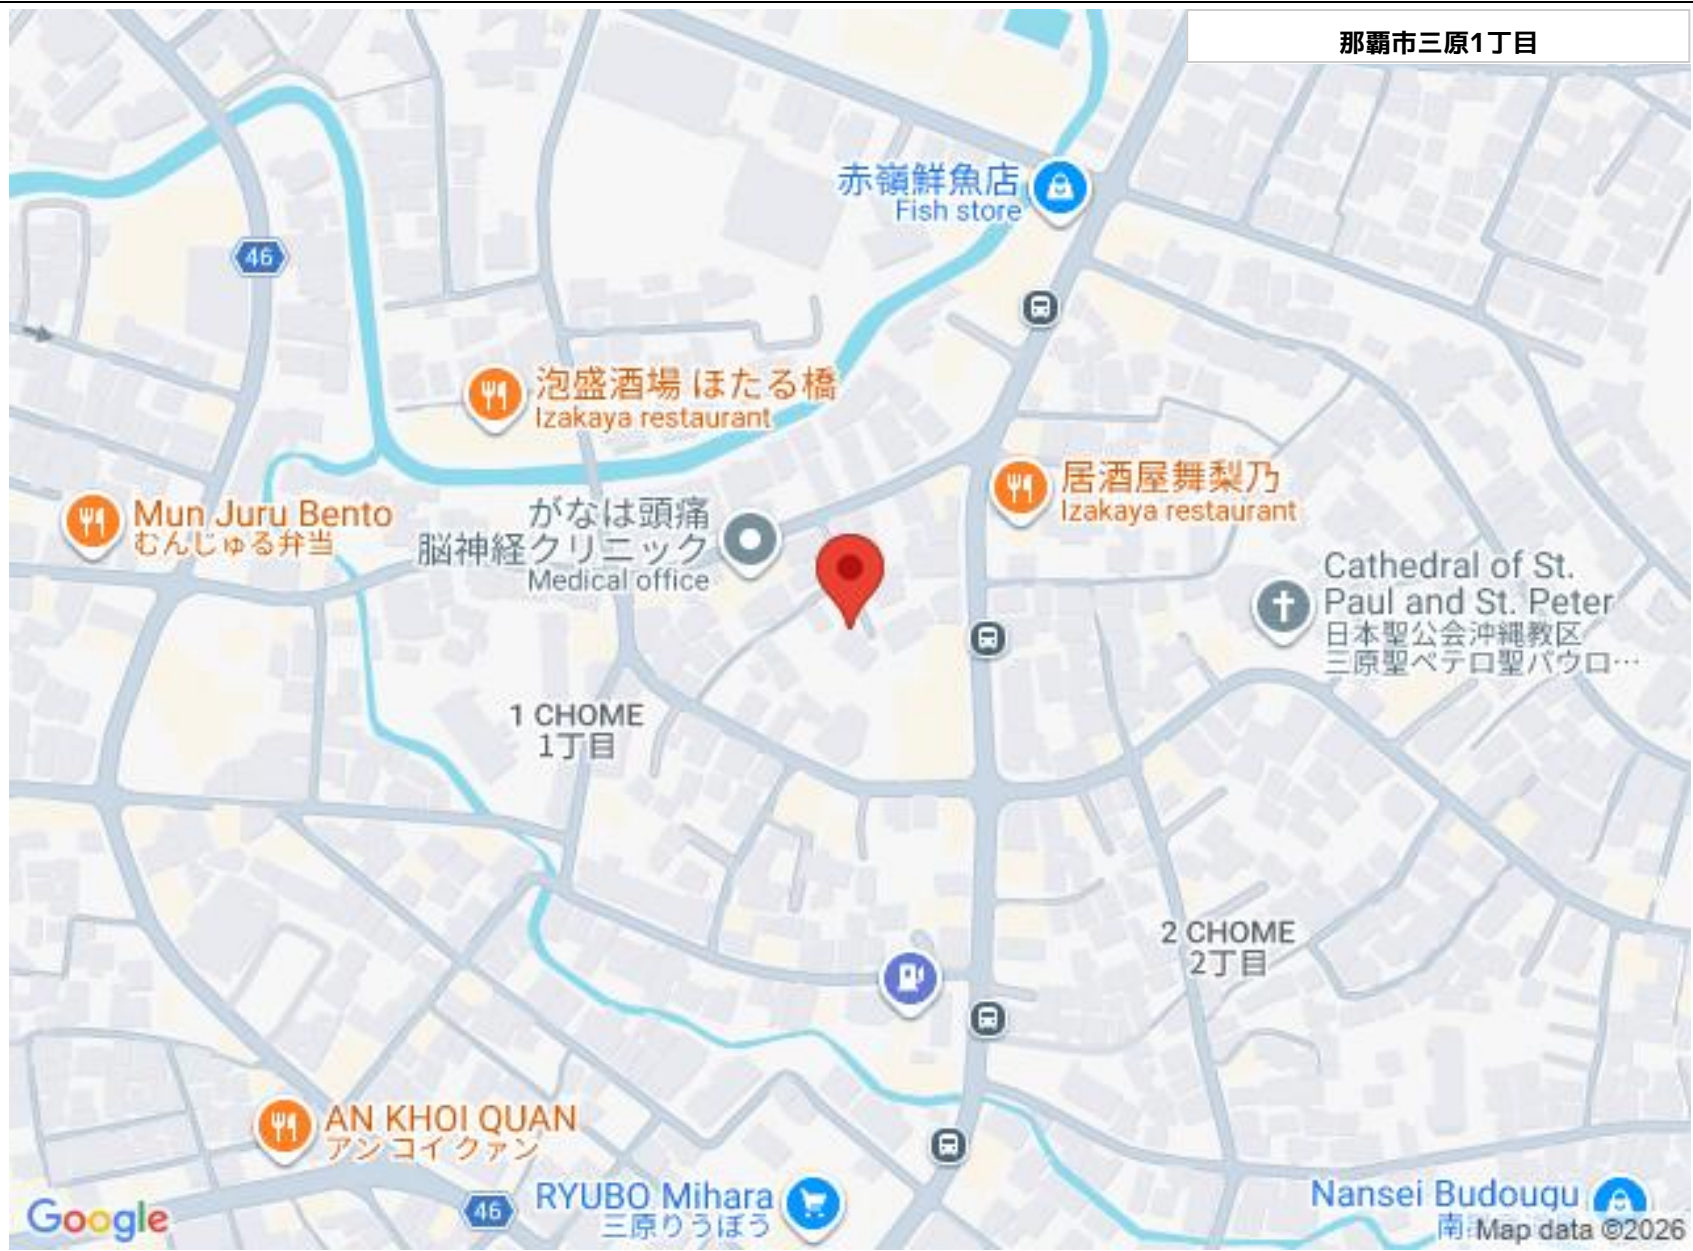 那覇市三原1丁目
赤嶺鮮魚店
Fish store
46
泡盛酒場 ほたる橋
Izakaya restaurant
居酒屋舞梨乃
Izakaya restaurant
Mun Juru Bento
むんじゅる弁当
がなは頭痛
脳神経クリニック
Medical office
Cathedral of St.
Paul and St. Peter
日本聖公会沖縄教区
三原聖ペテロ聖パウロ…
1 CHOME
1丁目
2 CHOME
2丁目
AN KHOI QUAN
アン コイ クァン
46
RYUBO Mihara
三原りうぼう
Nansei Budougu
南
Google
Map data ©2026